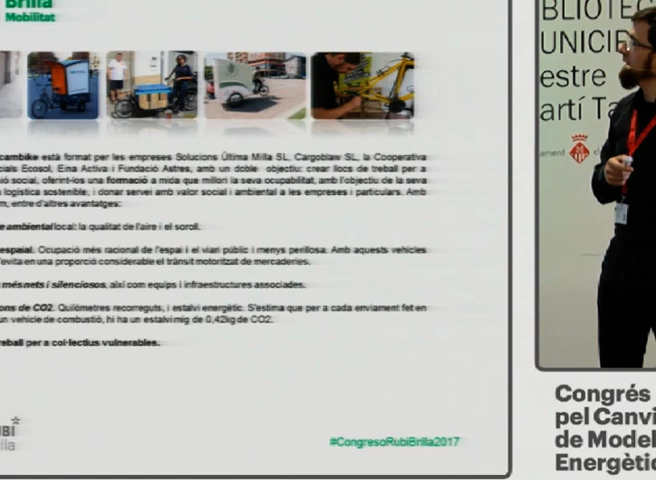 Brilla
Mobilitat
cambike està format per les empreses Solucions Última Milla SL, Cargoblaw SL, la Cooperativa
cials Ecosol, Eina Activa i Fundació Astres, amb un doble objectiu: crear llocs de treball per a
ió social, oferint-los una formació a mida que millori la seva ocupabilitat, amb l'objectiu de la seva
logística sostenible, i donar servei amb valor social i ambiental a les empreses i particulars. Amb
m, entre d'altres avantatges:
e ambiental local: la qualitat de l'aire i el soroll.
espaial. Ocupació més racional de l'espai i el viari públic i menys perillosa. Amb aquests vehicles
'evita en una proporció considerable el trànsit motoritzat de mercaderies.
més nets i silenciosos, així com equips i infraestructures associades.
ons de CO2. Quilòmetres recorreguts, i estalvi energètic. S'estima que per a cada enviament fet en
un vehicle de combustió, hi ha un estalvi mig de 0,42kg de CO2.
reball per a col·lectius vulnerables.
UBI
lla
#CongresoRubiBrilla2017
BLIOTEC
UNICIP
estre
artí Ta
ament
Congrés
pel Canvi
de Model
Energètic